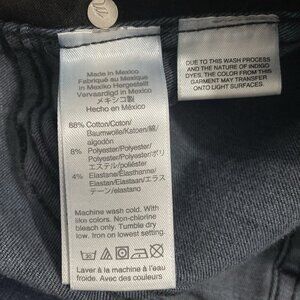 Made in Mexico
Fabriqué au Mexique
In Mexiko Hergestellt
Vervaardigd in Mexico
メキシコ製
Hecho en México
88% Cotton/Coton/
Baumwolle/Katoen/綿/
algodón
8% Polyester/Polyester/
Polyester/Polyester/ポリ
エステル/poliéster
4% Elastane/Élasthanne/
Elastan/Elastaan/エラス
テーン/elastano
Machine wash cold. With
like colors. Non-chlorine
bleach only. Tumble dry low.
Warm iron if needed.
Laver à la machine à l'eau
froide. Avec des couleurs
DUE TO THIS WASH PROCESS
AND THE NATURE OF INDIGO
DYES, THE COLOR FROM THIS
GARMENT MAY TRANSFER
ONTO LIGHT SURFACES.